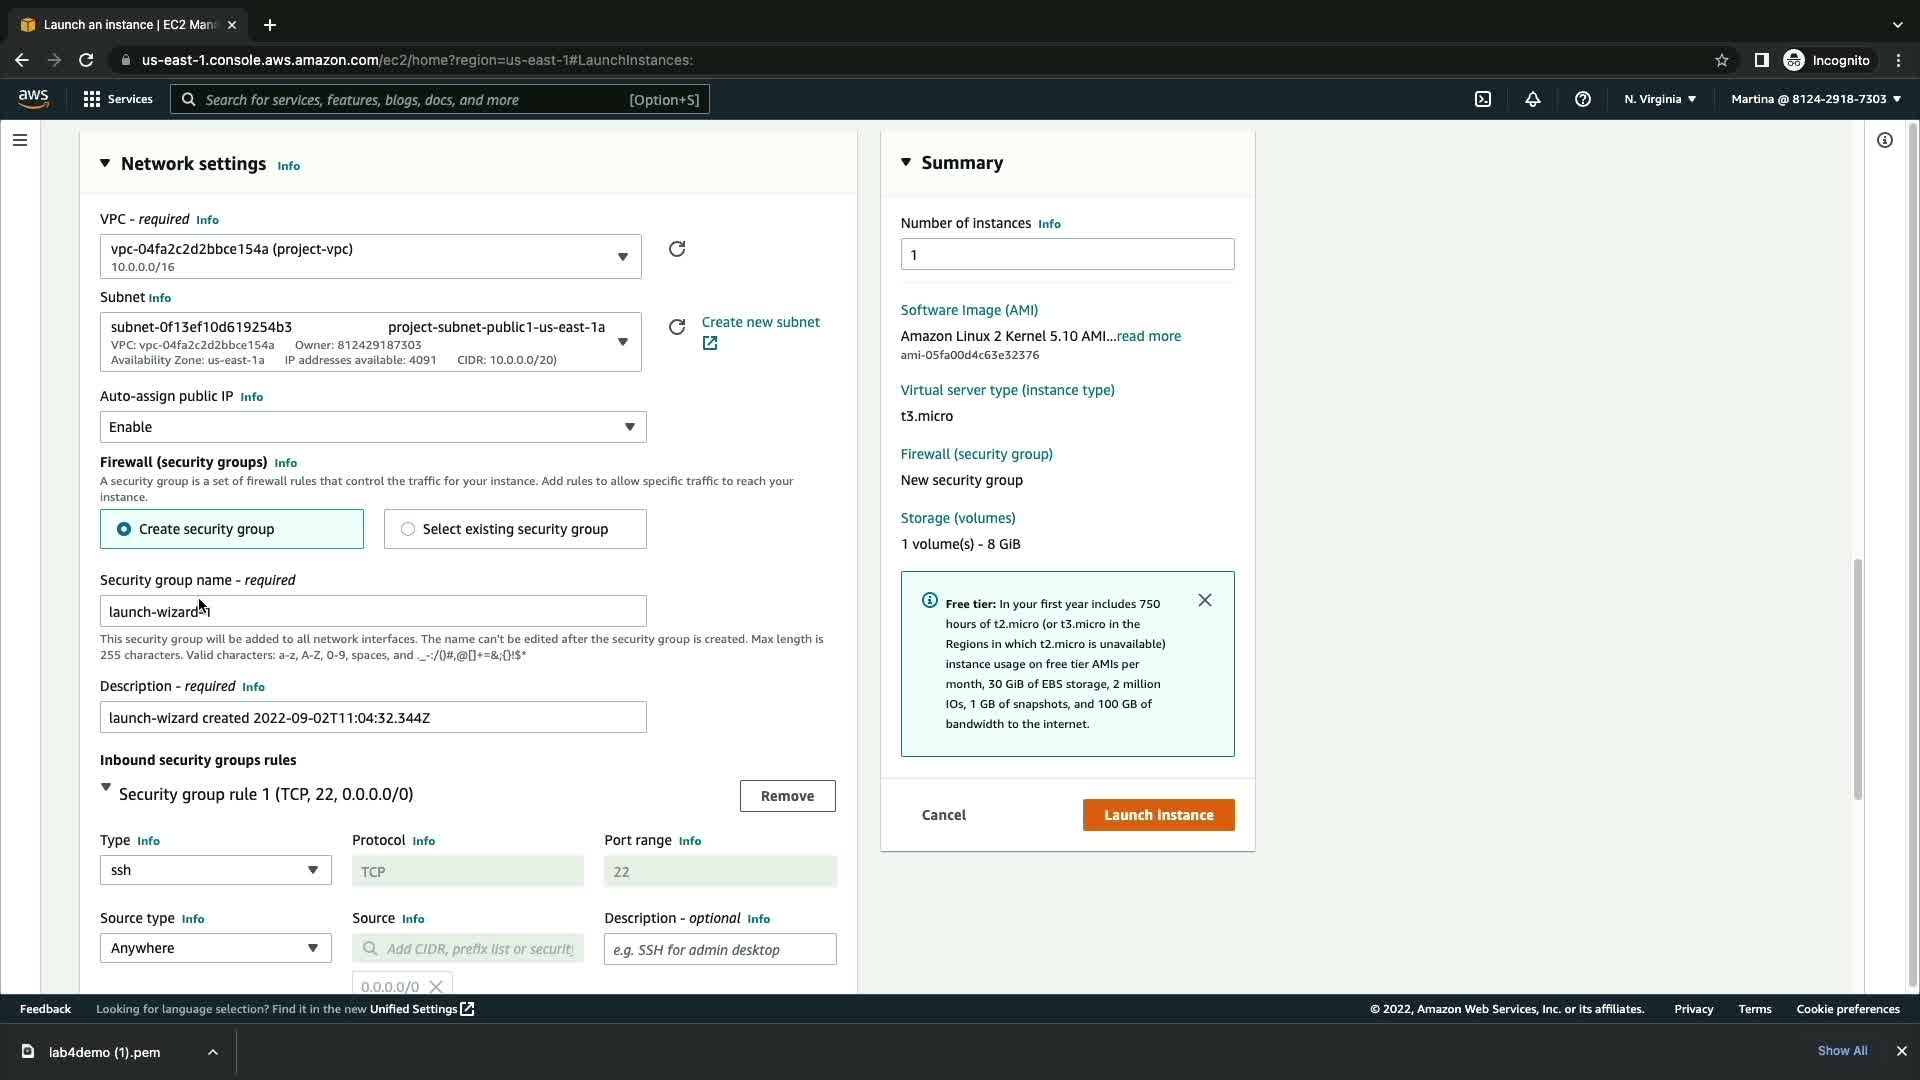 Launch an instance | EC2 Man
us-east-1.console.aws.amazon.com/ec2/home?region=us-east-1#LaunchInstances:
Incognito
aws
Services
Search for services, features, blogs, docs, and more
[Option+S]
N. Virginia
Martina @ 8124-2918-7303
Network settings Info
VPC - required Info
vpc-04fa2c2d2bbce154a (project-vpc)
10.0.0.0/16
Subnet Info
subnet-0f13ef10d619254b3 project-subnet-public1-us-east-1a
VPC: vpc-04fa2c2d2bbce154a Owner: 812429187303
Availability Zone: us-east-1a IP addresses available: 4091 CIDR: 10.0.0.0/20)
Create new subnet
Auto-assign public IP Info
Enable
Firewall (security groups) Info
A security group is a set of firewall rules that control the traffic for your instance. Add rules to allow specific traffic to reach your
instance.
Create security group
Select existing security group
Security group name - required
launch-wizard-1
This security group will be added to all network interfaces. The name can't be edited after the security group is created. Max length is
255 characters. Valid characters: a-z, A-Z, 0-9, spaces, and ._-:/()#,@[]+=&;{}!$*
Description - required Info
launch-wizard created 2022-09-02T11:04:32.344Z
Inbound security groups rules
Security group rule 1 (TCP, 22, 0.0.0.0/0)
Remove
Type Info
Protocol Info
Port range Info
ssh
TCP
22
Source type Info
Source Info
Description - optional Info
Anywhere
Add CIDR, prefix list or security
e.g. SSH for admin desktop
0.0.0.0/0
Summary
Number of instances Info
1
Software Image (AMI)
Amazon Linux 2 Kernel 5.10 AMI...read more
ami-05fa00d4c63e32376
Virtual server type (instance type)
t3.micro
Firewall (security group)
New security group
Storage (volumes)
1 volume(s) - 8 GiB
Free tier: In your first year includes 750
hours of t2.micro (or t3.micro in the
Regions in which t2.micro is unavailable)
instance usage on free tier AMIs per
month, 30 GiB of EBS storage, 2 million
IOs, 1 GB of snapshots, and 100 GB of
bandwidth to the internet.
Cancel
Launch instance
Feedback
Looking for language selection? Find it in the new Unified Settings
© 2022, Amazon Web Services, Inc. or its affiliates.
Privacy
Terms
Cookie preferences
lab4demo (1).pem
Show All